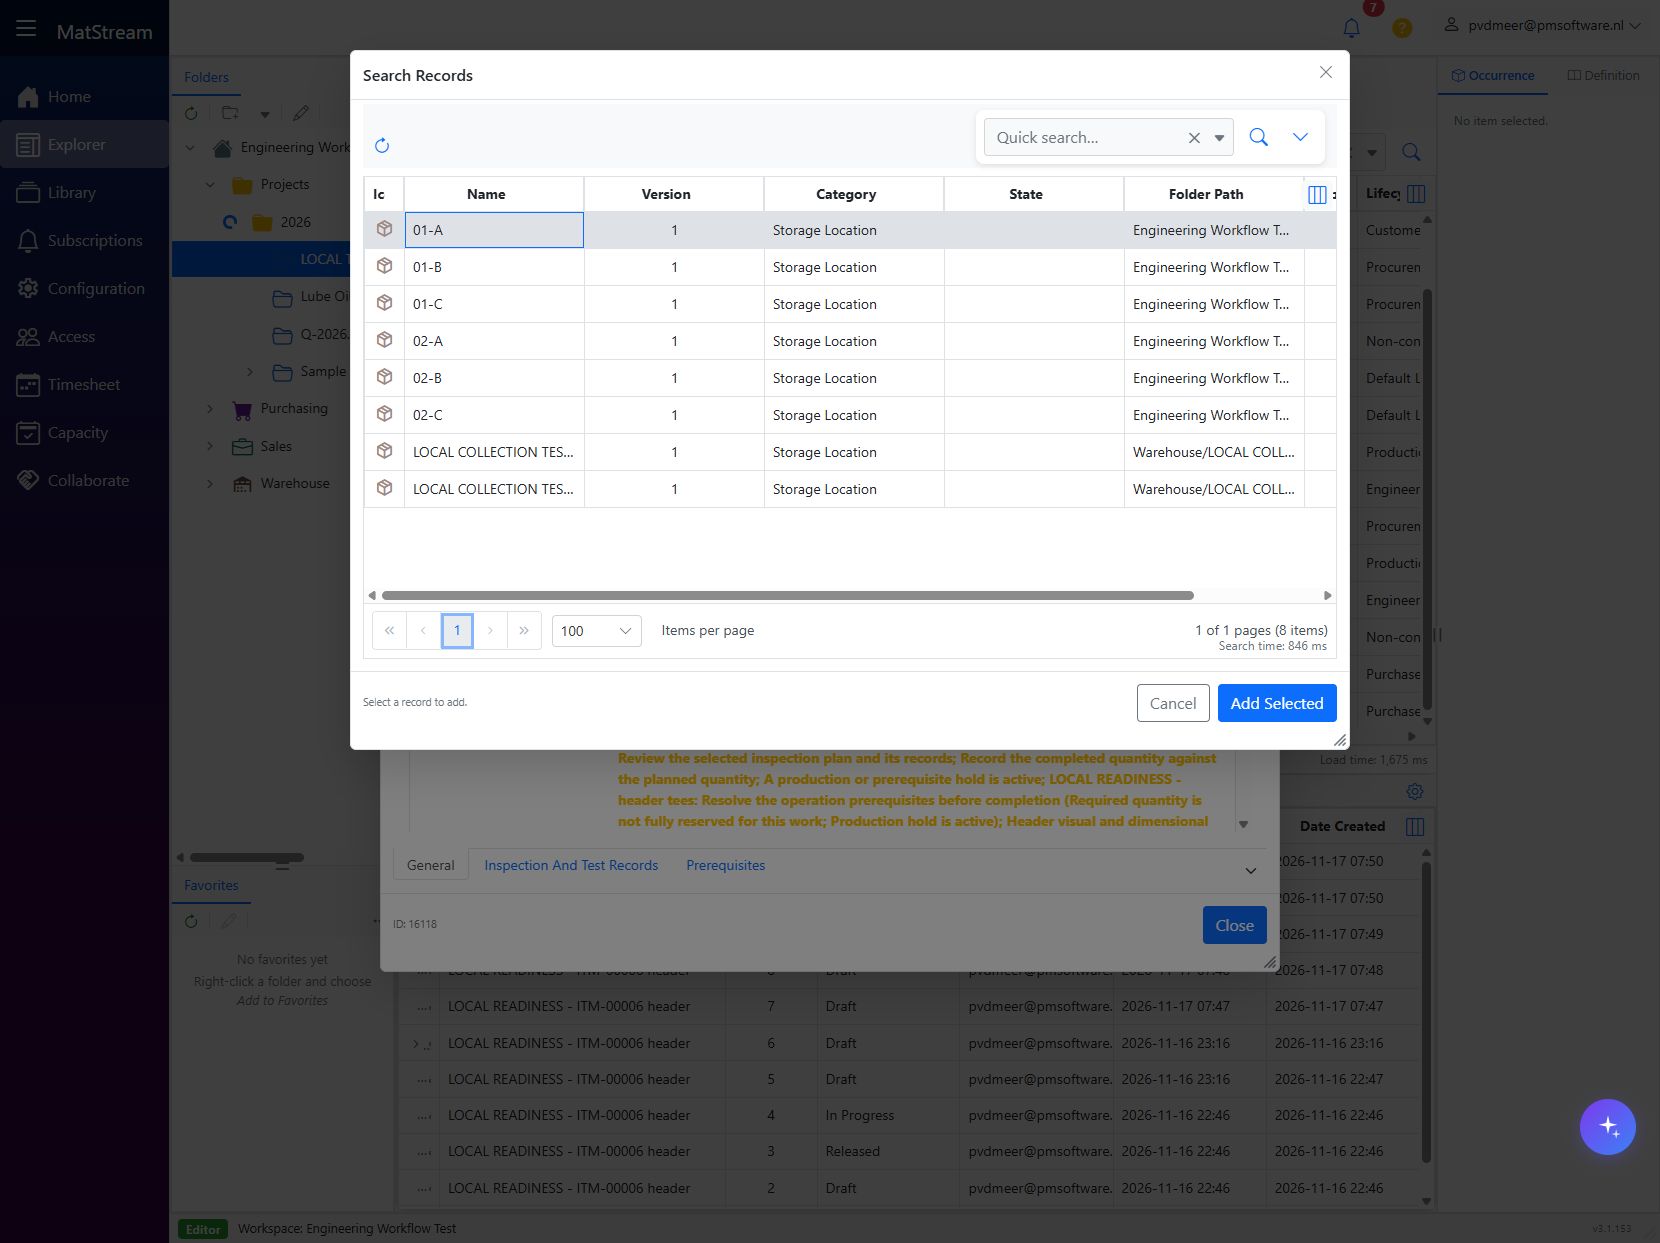 MatStream
7
?
pvdmeer@pmsoftware.nl
Home
Explorer
Library
Subscriptions
Configuration
Access
Timesheet
Capacity
Collaborate
Folders
Engineering Work
Projects
2026
LOCAL T
Lube Oi
Q-2026.
Sample
Purchasing
Sales
Warehouse
Favorites
No favorites yet
Right-click a folder and choose
Add to Favorites
Search Records
Quick search...
Ic Name Version Category State Folder Path
01-A 1 Storage Location Engineering Workflow T...
01-B 1 Storage Location Engineering Workflow T...
01-C 1 Storage Location Engineering Workflow T...
02-A 1 Storage Location Engineering Workflow T...
02-B 1 Storage Location Engineering Workflow T...
02-C 1 Storage Location Engineering Workflow T...
LOCAL COLLECTION TES... 1 Storage Location Warehouse/LOCAL COLL...
LOCAL COLLECTION TES... 1 Storage Location Warehouse/LOCAL COLL...
« ‹ 1 › » 100 Items per page
1 of 1 pages (8 items)
Search time: 846 ms
Select a record to add.
Cancel Add Selected
Review the selected inspection plan and its records; Record the completed quantity against
the planned quantity; A production or prerequisite hold is active; LOCAL READINESS -
header tees: Resolve the operation prerequisites before completion (Required quantity is
not fully reserved for this work; Production hold is active); Header visual and dimensional
General Inspection And Test Records Prerequisites
ID: 16118
Close
Occurrence Definition
No item selected.
Lifec
Custome
Procurem
Procurem
Non-con
Default L
Default L
Producti
Engineer
Procurem
Producti
Engineer
Non-con
Purchase
Purchase
Load time: 1,675 ms
Date Created
2026-11-17 07:50
2026-11-17 07:50
2026-11-17 07:49
2026-11-17 07:48
LOCAL READINESS - ITM-00006 header 7 Draft pvdmeer@pmsoftware. 2026-11-17 07:47 2026-11-17 07:47
LOCAL READINESS - ITM-00006 header 6 Draft pvdmeer@pmsoftware. 2026-11-16 23:16 2026-11-16 23:16
LOCAL READINESS - ITM-00006 header 5 Draft pvdmeer@pmsoftware. 2026-11-16 23:16 2026-11-16 22:47
LOCAL READINESS - ITM-00006 header 4 In Progress pvdmeer@pmsoftware. 2026-11-16 22:46 2026-11-16 22:46
LOCAL READINESS - ITM-00006 header 3 Released pvdmeer@pmsoftware. 2026-11-16 22:46 2026-11-16 22:46
LOCAL READINESS - ITM-00006 header 2 Draft pvdmeer@pmsoftware. 2026-11-16 22:46 2026-11-16 22:46
Editor Workspace: Engineering Workflow Test
v3.1.153